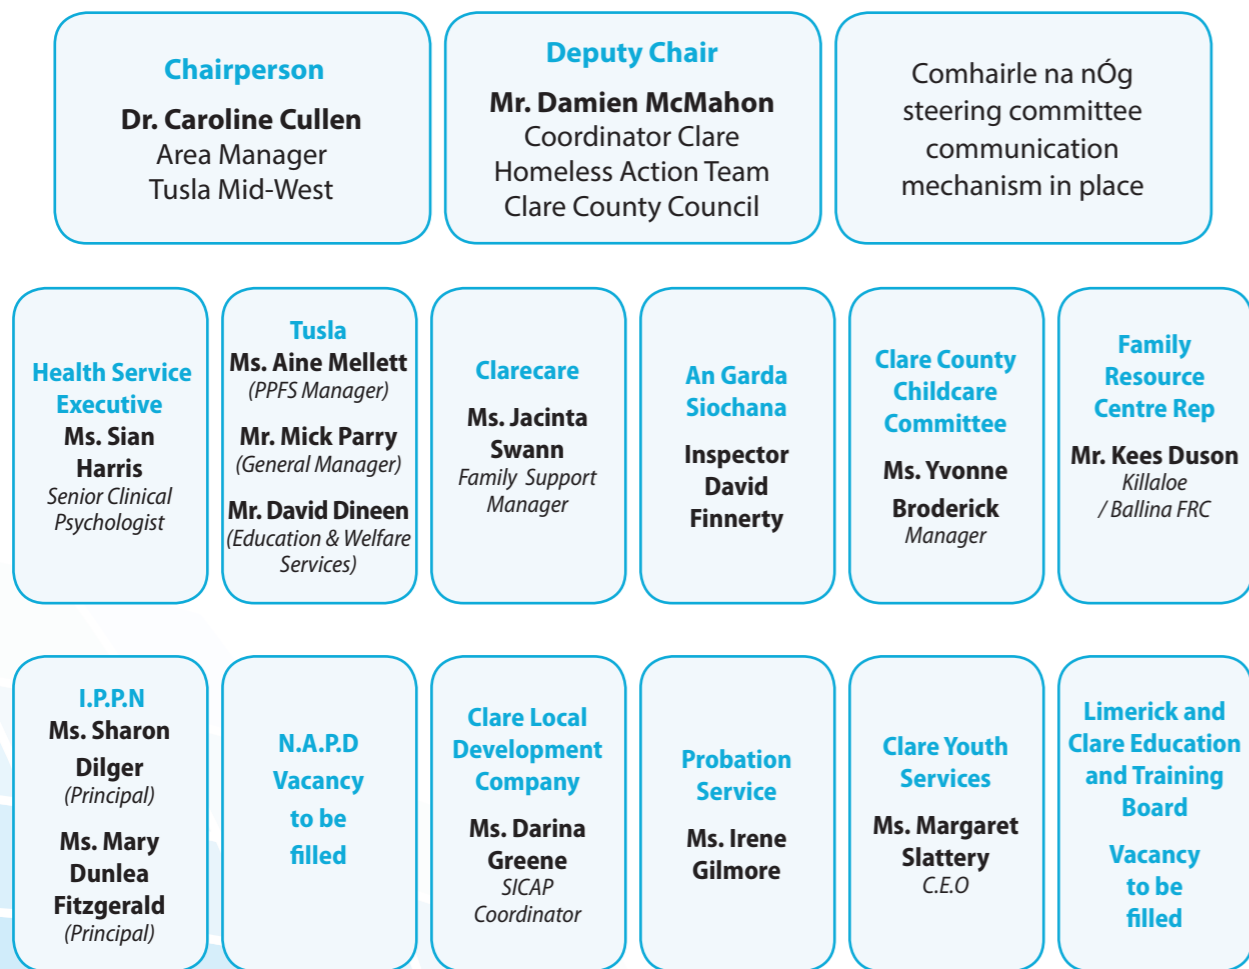 Chairperson
Dr. Caroline Cullen
Area Manager
Tusla Mid-West
Deputy Chair
Mr. Damien McMahon
Coordinator Clare
Homeless Action Team
Clare County Council
Comhairle na nÓg
steering committee
communication
mechanism in place
Health Service
Executive
Ms. Sian
Harris
Senior Clinical
Psychologist
Tusla
Ms. Aine Mellett
(PPFS Manager)
Mr. Mick Parry
(General Manager)
Mr. David Dineen
(Education & Welfare
Services)
Clarecare
Ms. Jacinta
Swann
Family Support
Manager
An Garda
Siochana
Inspector
David
Finnerty
Clare County
Childcare
Committee
Ms. Yvonne
Broderick
Manager
Family
Resource
Centre Rep
Mr. Kees Duson
Killaloe
/ Ballina FRC
I.P.P.N
Ms. Sharon
Dilger
(Principal)
Ms. Mary
Dunlea
Fitzgerald
(Principal)
N.A.P.D
Vacancy
to be
filled
Clare Local
Development
Company
Ms. Darina
Greene
SICAP
Coordinator
Probation
Service
Ms. Irene
Gilmore
Clare Youth
Services
Ms. Margaret
Slattery
C.E.O
Limerick and
Clare Education
and Training
Board
Vacancy
to be
filled